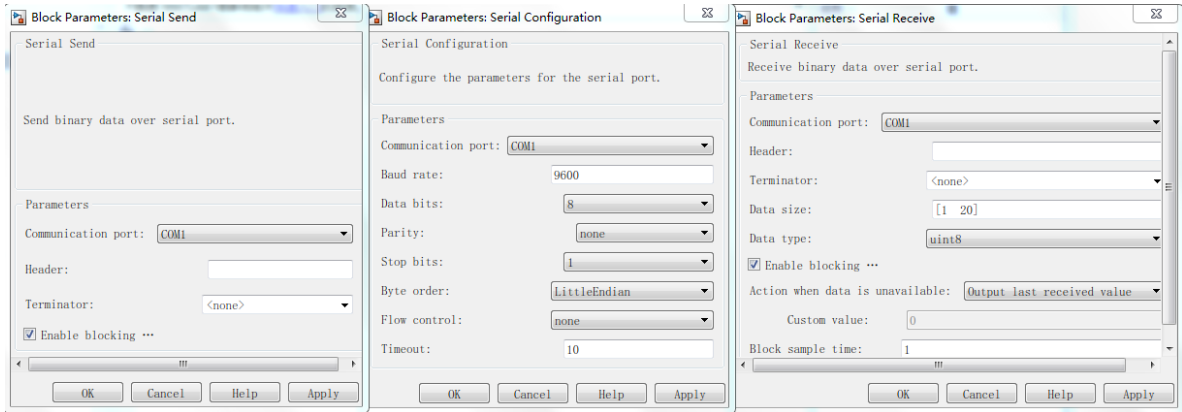 Block Parameters: Serial Send
Serial Send
Send binary data over serial port.
Parameters
Communication port: COM1
Header:
Terminator: <none>
Enable blocking ...
OK Cancel Help Apply
Block Parameters: Serial Configuration
Serial Configuration
Configure the parameters for the serial port.
Parameters
Communication port: COM1
Baud rate: 9600
Data bits: 8
Parity: none
Stop bits: 1
Byte order: LittleEndian
Flow control: none
Timeout: 10
OK Cancel Help Apply
Block Parameters: Serial Receive
Serial Receive
Receive binary data over serial port.
Parameters
Communication port: COM1
Header:
Terminator: <none>
Data size: [1 20]
Data type: uint8
Enable blocking ...
Action when data is unavailable: Output last received value
Custom value: 0
Block sample time: 1
OK Cancel Help Apply